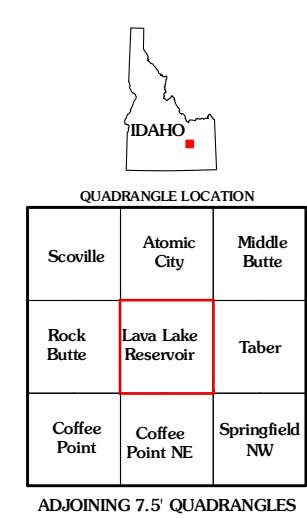 IDAHO
QUADRANGLE LOCATION
Scoville
Atomic
City
Middle
Butte
Rock
Butte
Lava Lake
Reservoir
Taber
Coffee
Point
Coffee
Point NE
Springfield
NW
ADJOINING 7.5' QUADRANGLES